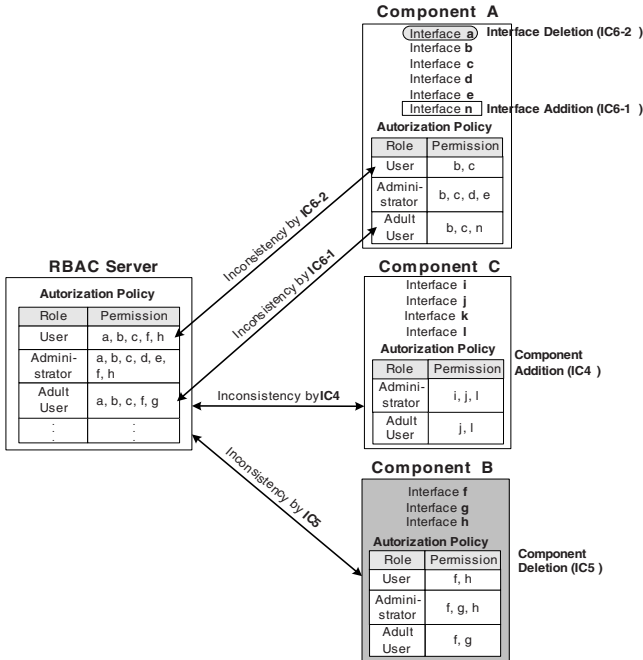 Component A
Interface a
Interface Deletion (IC6-2 )
Interface b
Interface c
Interface d
Interface e
Interface n
Interface Addition (IC6-1 )
Autorization Policy
Role Permission
User b, c
Admini-
strator b, c, d, e
Adult
User b, c, n
Inconsistency by IC6-2
Inconsistency by IC6-1
RBAC Server
Autorization Policy
Role Permission
User a, b, c, f, h
Admini-
strator a, b, c, d, e,
f, h
Adult
User a, b, c, f, g
: :
Inconsistency by IC4
Inconsistency by IC5
Component C
Interface i
Interface j
Interface k
Interface l
Autorization Policy
Role Permission
Admini-
strator i, j, l
Adult
User j, l
Component
Addition (IC4 )
Component B
Interface f
Interface g
Interface h
Autorization Policy
Role Permission
User f, h
Admini-
strator f, g, h
Adult
User f, g
Component
Deletion (IC5 )